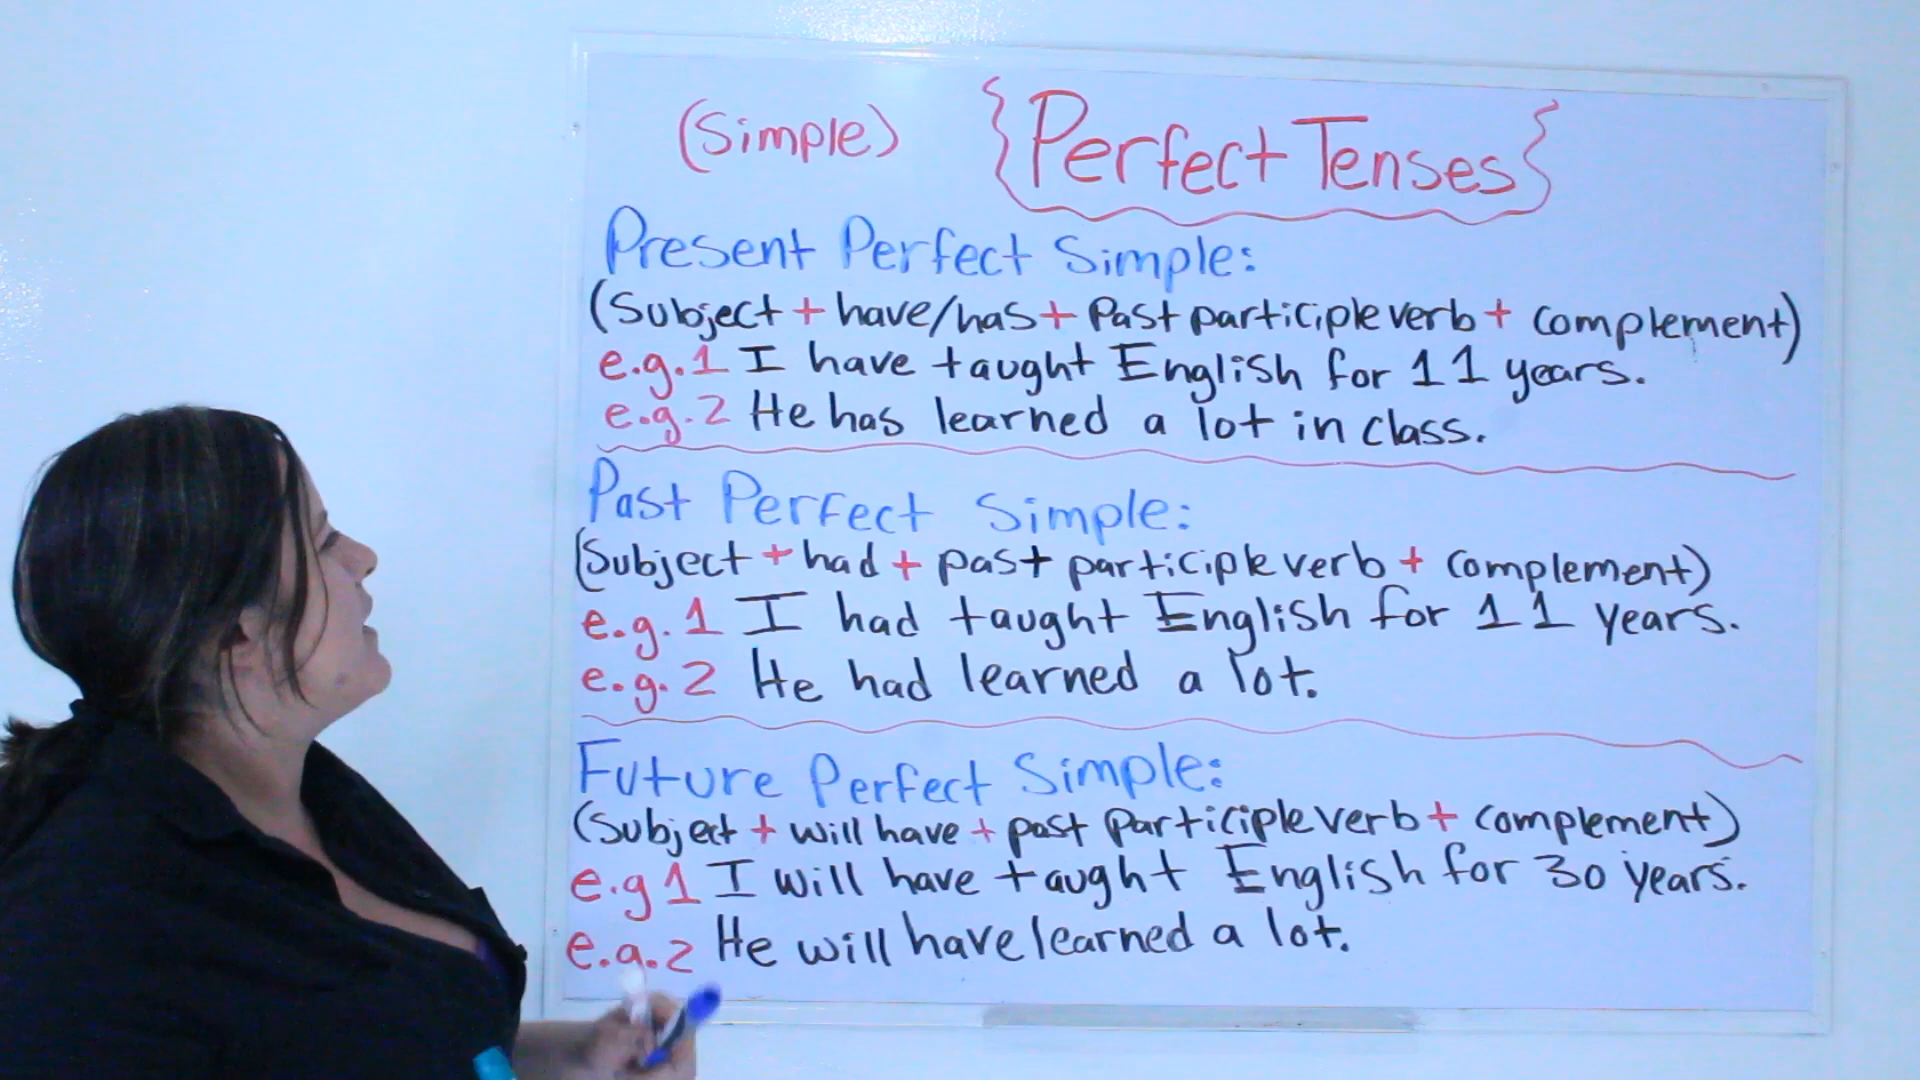 (Simple) {Perfect Tenses}
Present Perfect Simple:
(Subject + have/has + Past participle verb + complement)
e.g.1 I have taught English for 11 years.
e.g.2 He has learned a lot in class.
Past Perfect Simple:
(Subject + had + past participle verb + complement)
e.g.1 I had taught English for 11 years.
e.g.2 He had learned a lot.
Future Perfect Simple:
(Subject + will have + past participle verb + complement)
e.g 1 I will have taught English for 30 years.
e.g.2 He will have learned a lot.